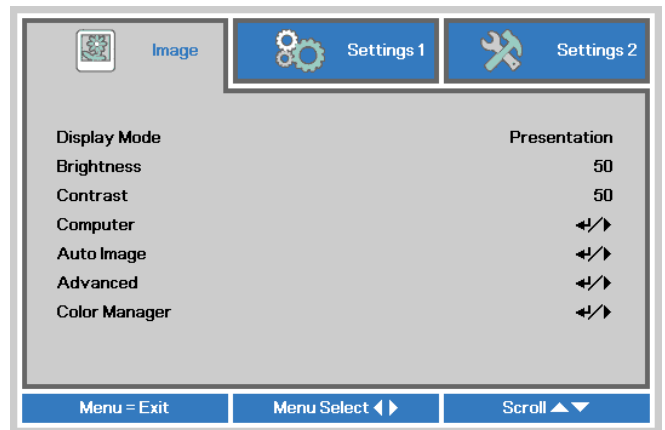 Image Settings 1 Settings 2
Display Mode Presentation
Brightness 50
Contrast 50
Computer ↵/▶
Auto Image ↵/▶
Advanced ↵/▶
Color Manager ↵/▶
Menu = Exit Menu Select ◀▶ Scroll ▲▼